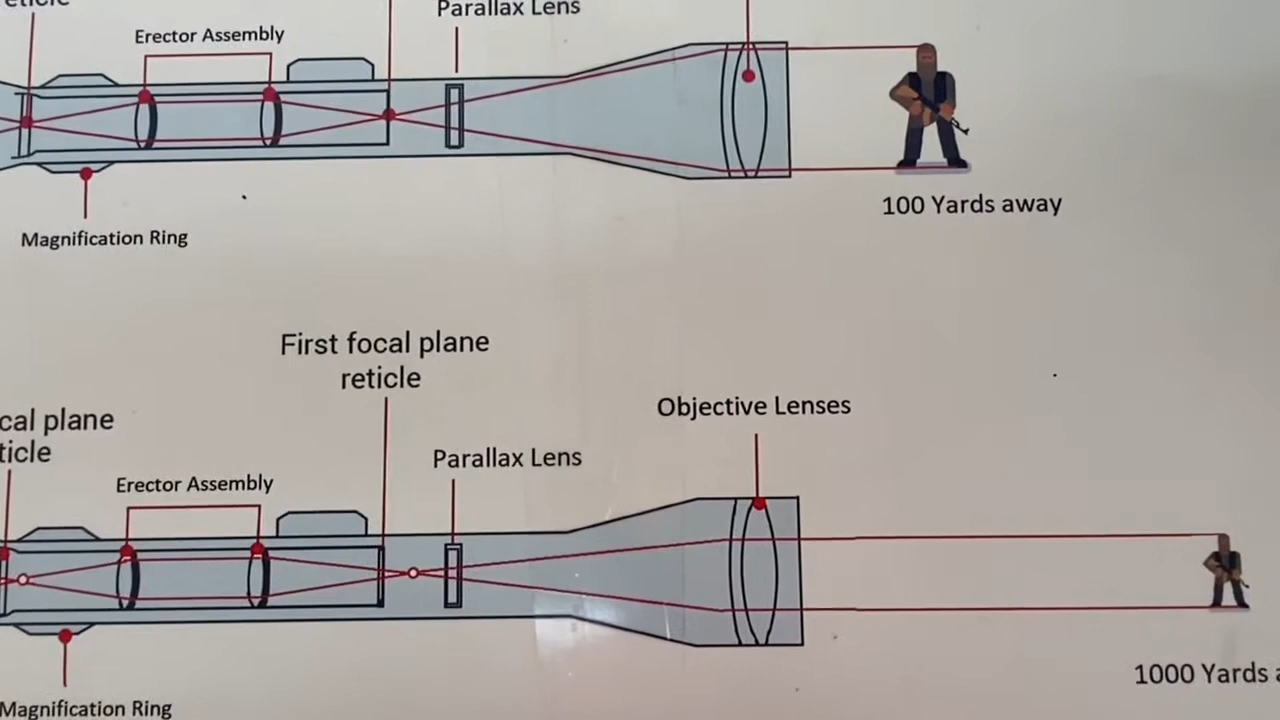 Parallax Lens
Erector Assembly
Magnification Ring
100 Yards away
First focal plane
reticle
Objective Lenses
cal plane
ticle
Parallax Lens
Erector Assembly
1000 Yards
Magnification Ring